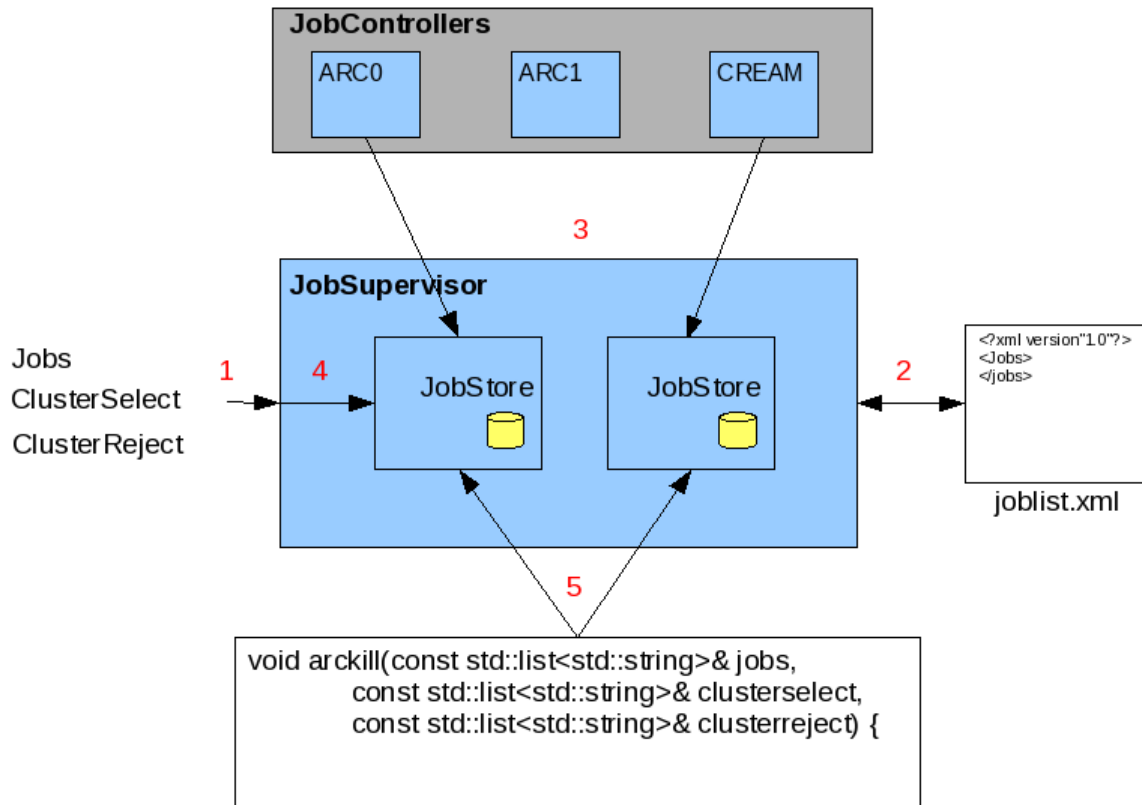 JobControllers
ARC0
ARC1
CREAM
3
JobSupervisor
Jobs
ClusterSelect
ClusterReject
1
4
JobStore
JobStore
2
<?xml version"1.0"?>
<Jobs>
</jobs>
joblist.xml
5
void arckill(const std::list<std::string>& jobs,
const std::list<std::string>& clusterselect,
const std::list<std::string>& clusterreject) {